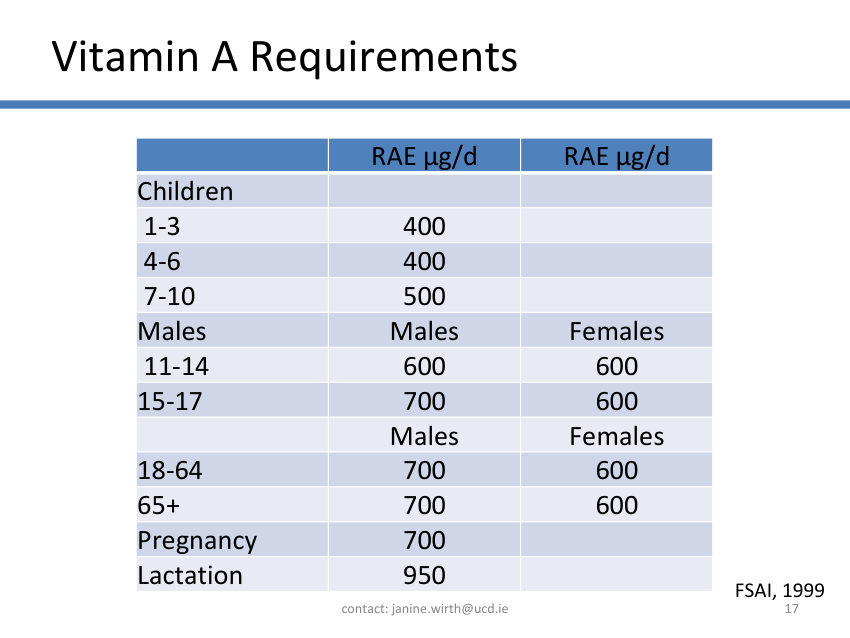 Vitamin A Requirements
RAE µg/d RAE µg/d
Children
1-3 400
4-6 400
7-10 500
Males Males Females
11-14 600 600
15-17 700 600
Males Females
18-64 700 600
65+ 700 600
Pregnancy 700
Lactation 950
FSAI, 1999
contact: janine.wirth@ucd.ie 17